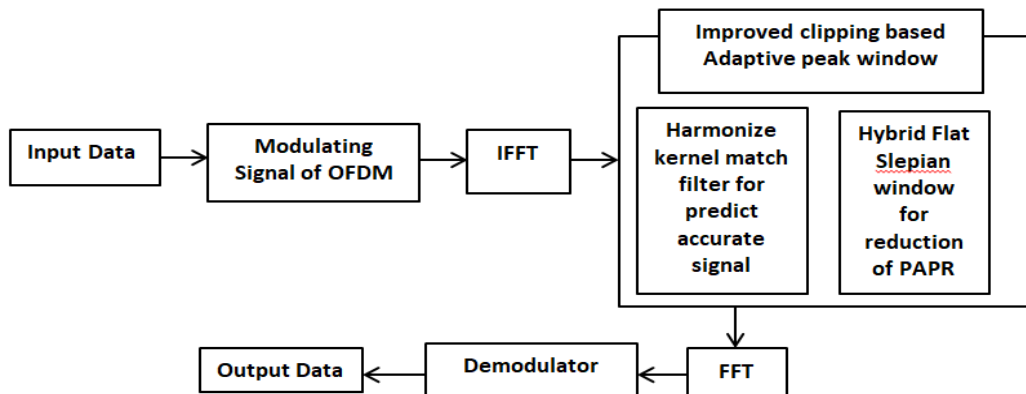 Improved clipping based
Adaptive peak window
Input Data
Modulating
Signal of OFDM
IFFT
Harmonize
kernel match
filter for
predict
accurate
signal
Hybrid Flat
Slepian
window
for
reduction
of PAPR
Output Data
Demodulator
FFT